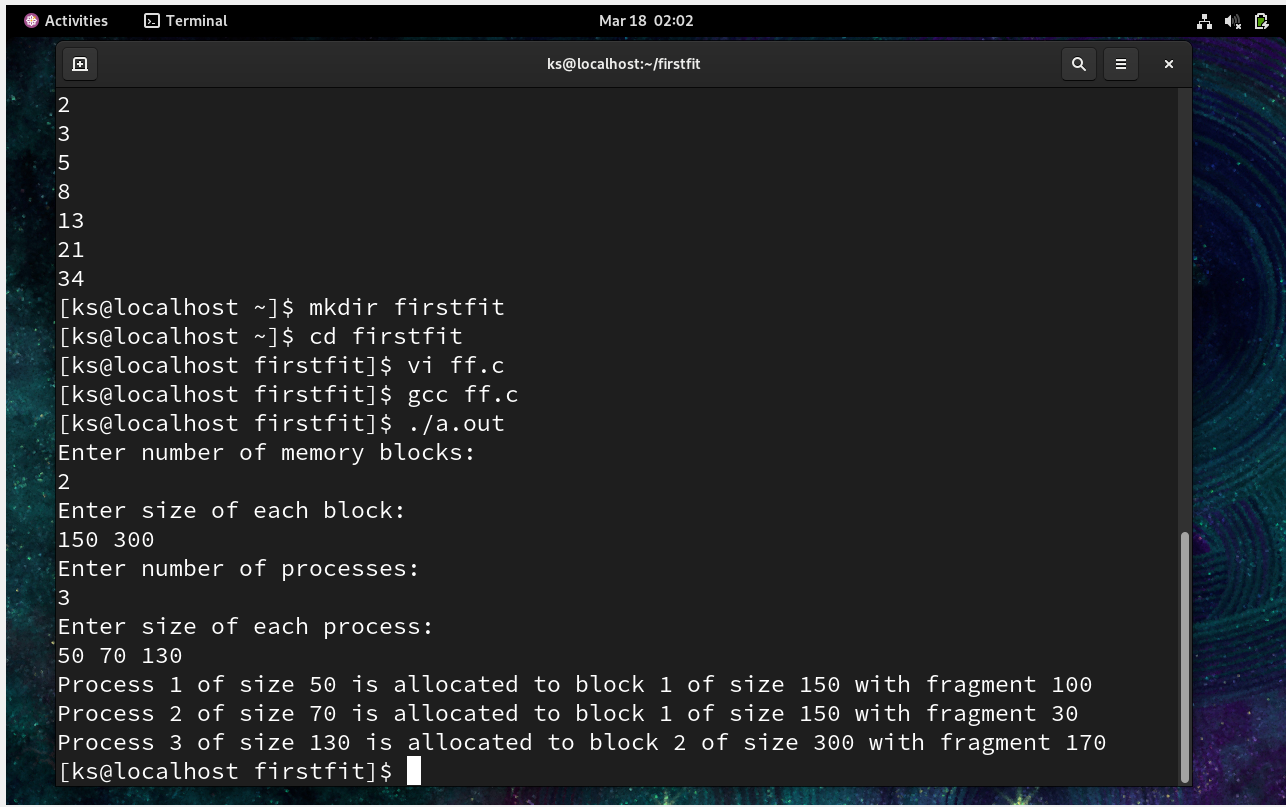 Activities
Terminal
Mar 18 02:02
ks@localhost:~/firstfit
2
3
5
8
13
21
34
[ks@localhost ~]$ mkdir firstfit
[ks@localhost ~]$ cd firstfit
[ks@localhost firstfit]$ vi ff.c
[ks@localhost firstfit]$ gcc ff.c
[ks@localhost firstfit]$ ./a.out
Enter number of memory blocks:
2
Enter size of each block:
150 300
Enter number of processes:
3
Enter size of each process:
50 70 130
Process 1 of size 50 is allocated to block 1 of size 150 with fragment 100
Process 2 of size 70 is allocated to block 1 of size 150 with fragment 30
Process 3 of size 130 is allocated to block 2 of size 300 with fragment 170
[ks@localhost firstfit]$